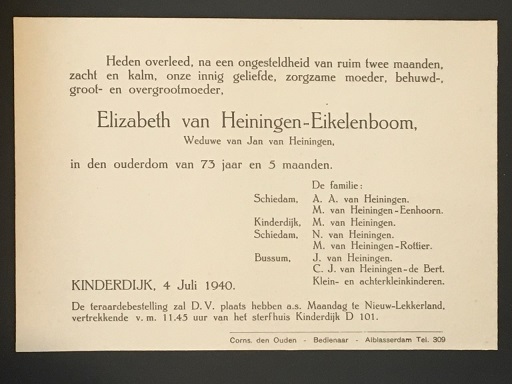 Heden overleed, na een ongesteldheid van ruim twee maanden,
zacht en kalm, onze innig geliefde, zorgzame moeder, behuwd-,
groot- en overgrootmoeder,
Elizabeth van Heiningen-Eikelenboom,
Weduwe van Jan van Heiningen,
in den ouderdom van 73 jaar en 5 maanden.
De familie:
Schiedam, A. A. van Heiningen.
M. van Heiningen-Eenhoorn.
Kinderdijk, M. van Heiningen.
Schiedam, N. van Heiningen.
M. van Heiningen-Rottier.
Bussum, J. van Heiningen.
C. J. van Heiningen-de Bert.
Klein- en achterkleinkinderen.
KINDERDIJK, 4 Juli 1940.
De teraardebestelling zal D.V. plaats hebben a.s. Maandag te Nieuw-Lekkerland,
vertrekkende v. m. 11.45 uur van het sterfhuis Kinderdijk D 101.
Corns. den Ouden - Bedienaar - Alblasserdam Tel. 309